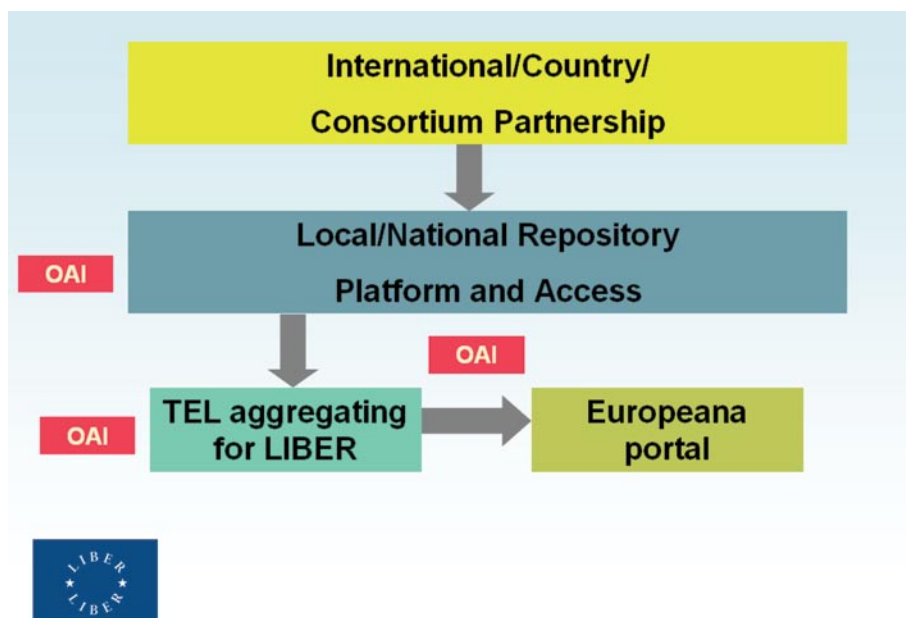 International/Country/
Consortium Partnership
Local/National Repository
OAI
Platform and Access
OAI
TEL aggregating
for LIBER
OAI
Europeana
portal
LIBER
LIBER